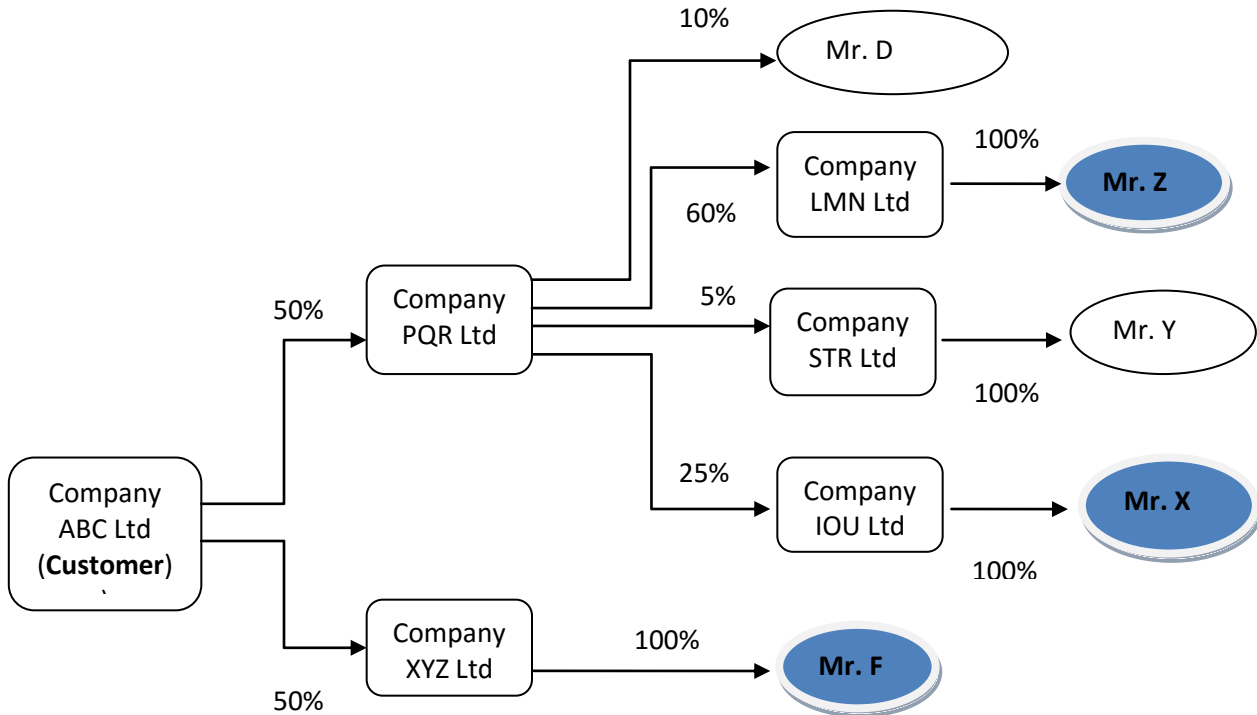 10%
Mr. D
Company
LMN Ltd
100%
Mr. Z
60%
50%
Company
PQR Ltd
5%
Company
STR Ltd
Mr. Y
100%
Company
ABC Ltd
(Customer)
25%
Company
IOU Ltd
Mr. X
100%
Company
XYZ Ltd
100%
Mr. F
50%